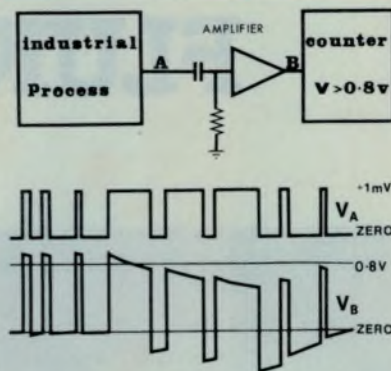 AMPLIFIER
industrial
Process
A
B
counter
V > 0·8v
+1mV
VA
ZERO
0·8V
VB
ZERO